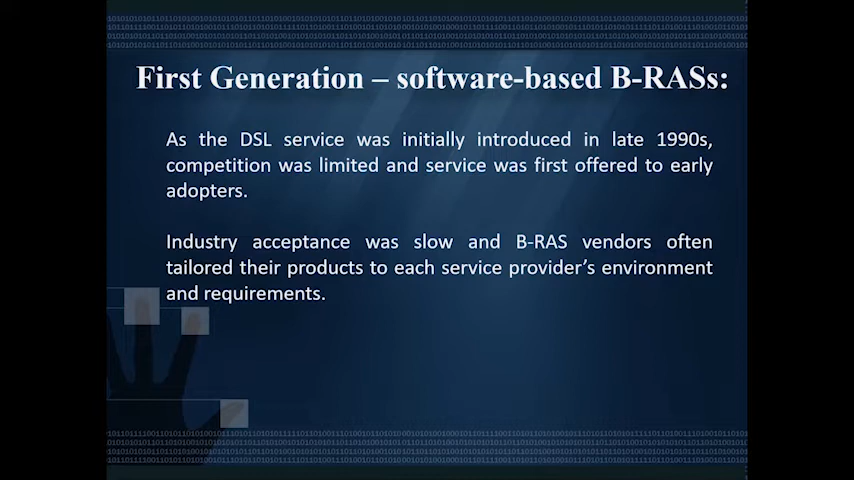 First Generation – software-based B-RASs:
As the DSL service was initially introduced in late 1990s,
competition was limited and service was first offered to early
adopters.
Industry acceptance was slow and B-RAS vendors often
tailored their products to each service provider’s environment
and requirements.